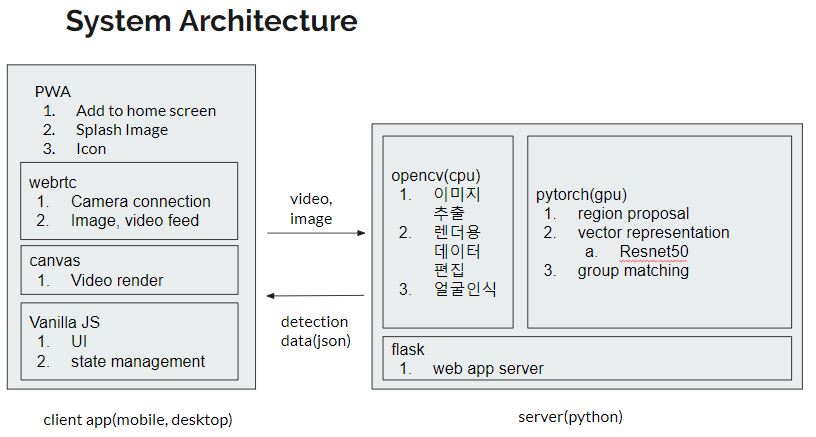 System Architecture
PWA
1. Add to home screen
2. Splash Image
3. Icon
webrtc
1. Camera connection
2. Image, video feed
canvas
1. Video render
Vanilla JS
1. UI
2. state management
client app(mobile, desktop)
video,
image
detection
data(json)
opencv(cpu)
1. 이미지
추출
2. 렌더용
데이터
편집
3. 얼굴인식
pytorch(gpu)
1. region proposal
2. vector representation
a. Resnet50
3. group matching
flask
1. web app server
server(python)